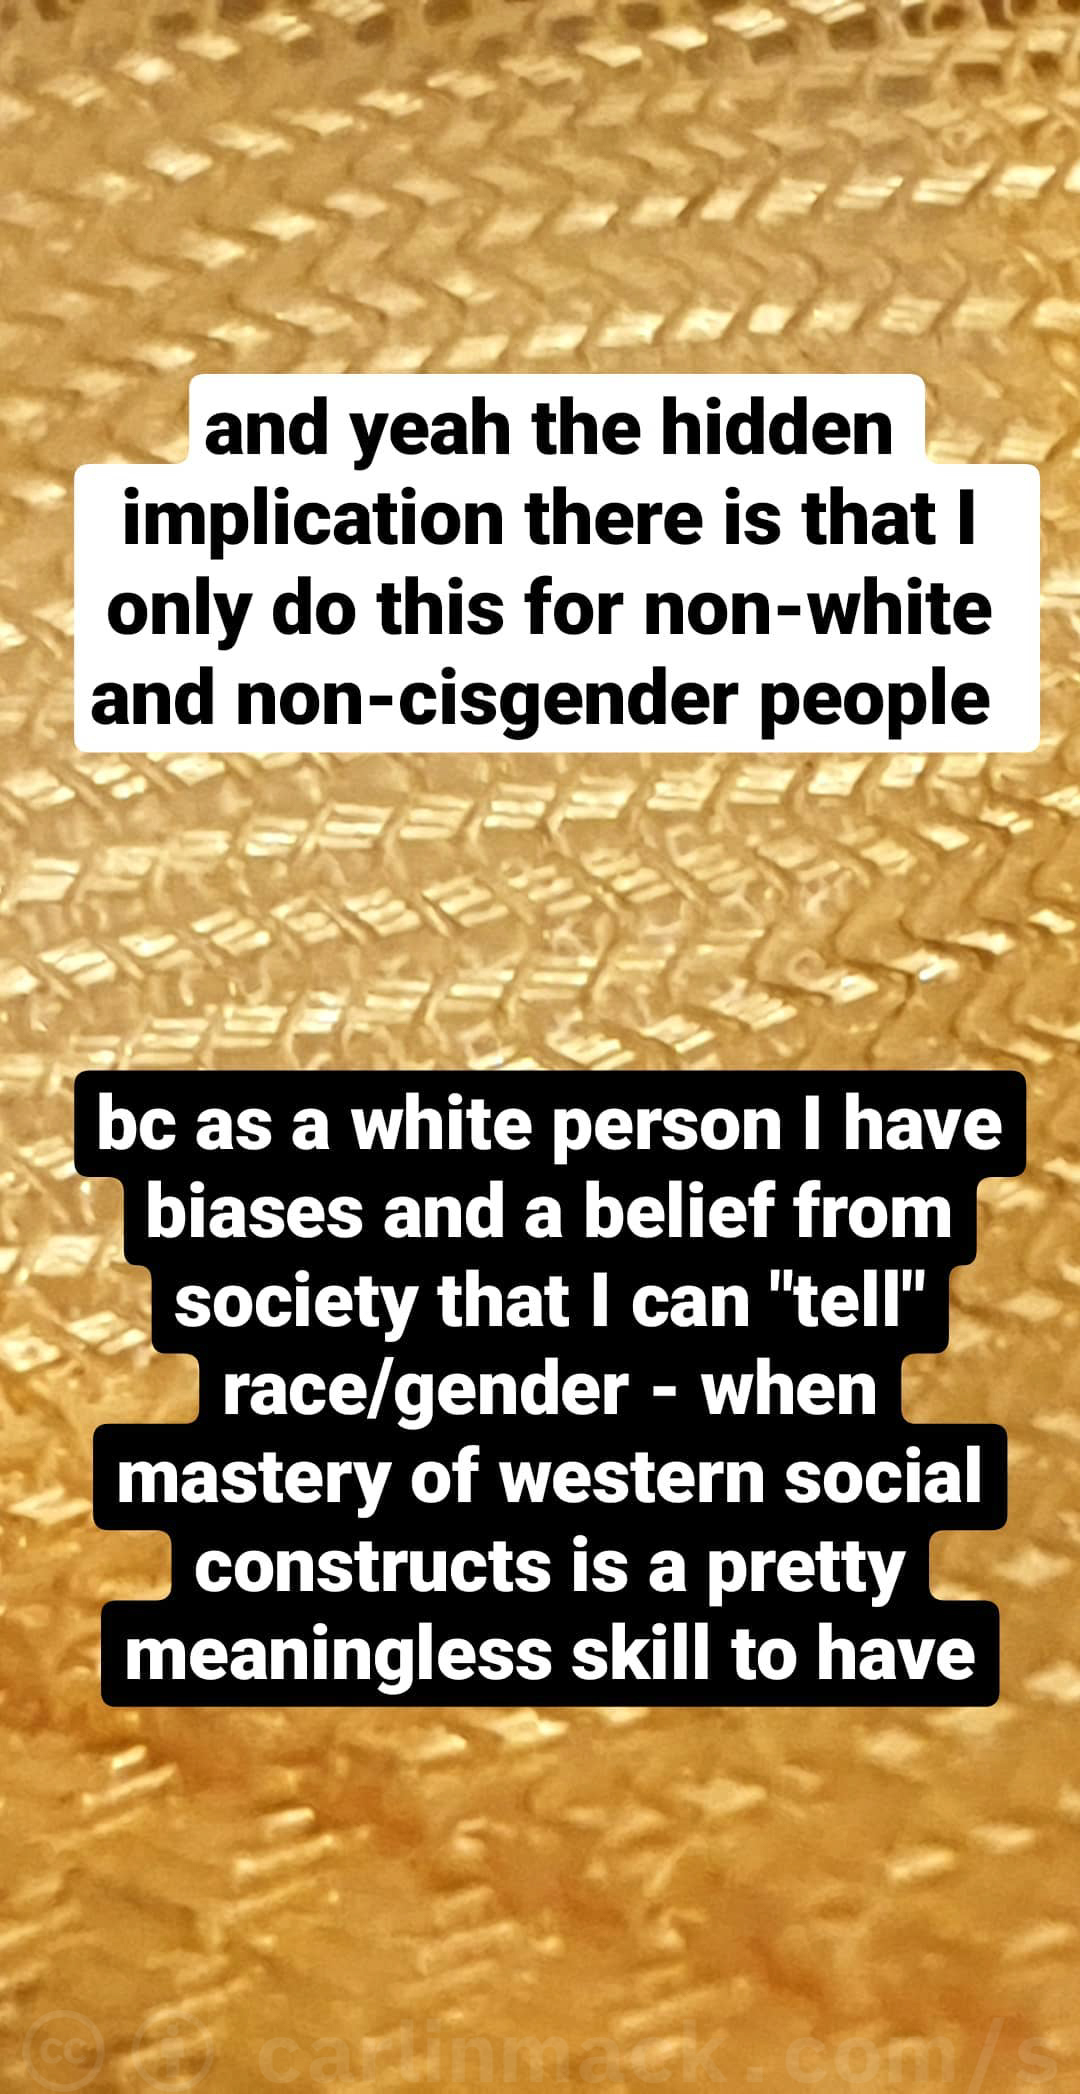 and yeah the hidden
implication there is that I
only do this for non-white
and non-cisgender people
bc as a white person I have
biases and a belief from
society that I can "tell"
race/gender - when
mastery of western social
constructs is a pretty
meaningless skill to have
cc carlinmack.com/s